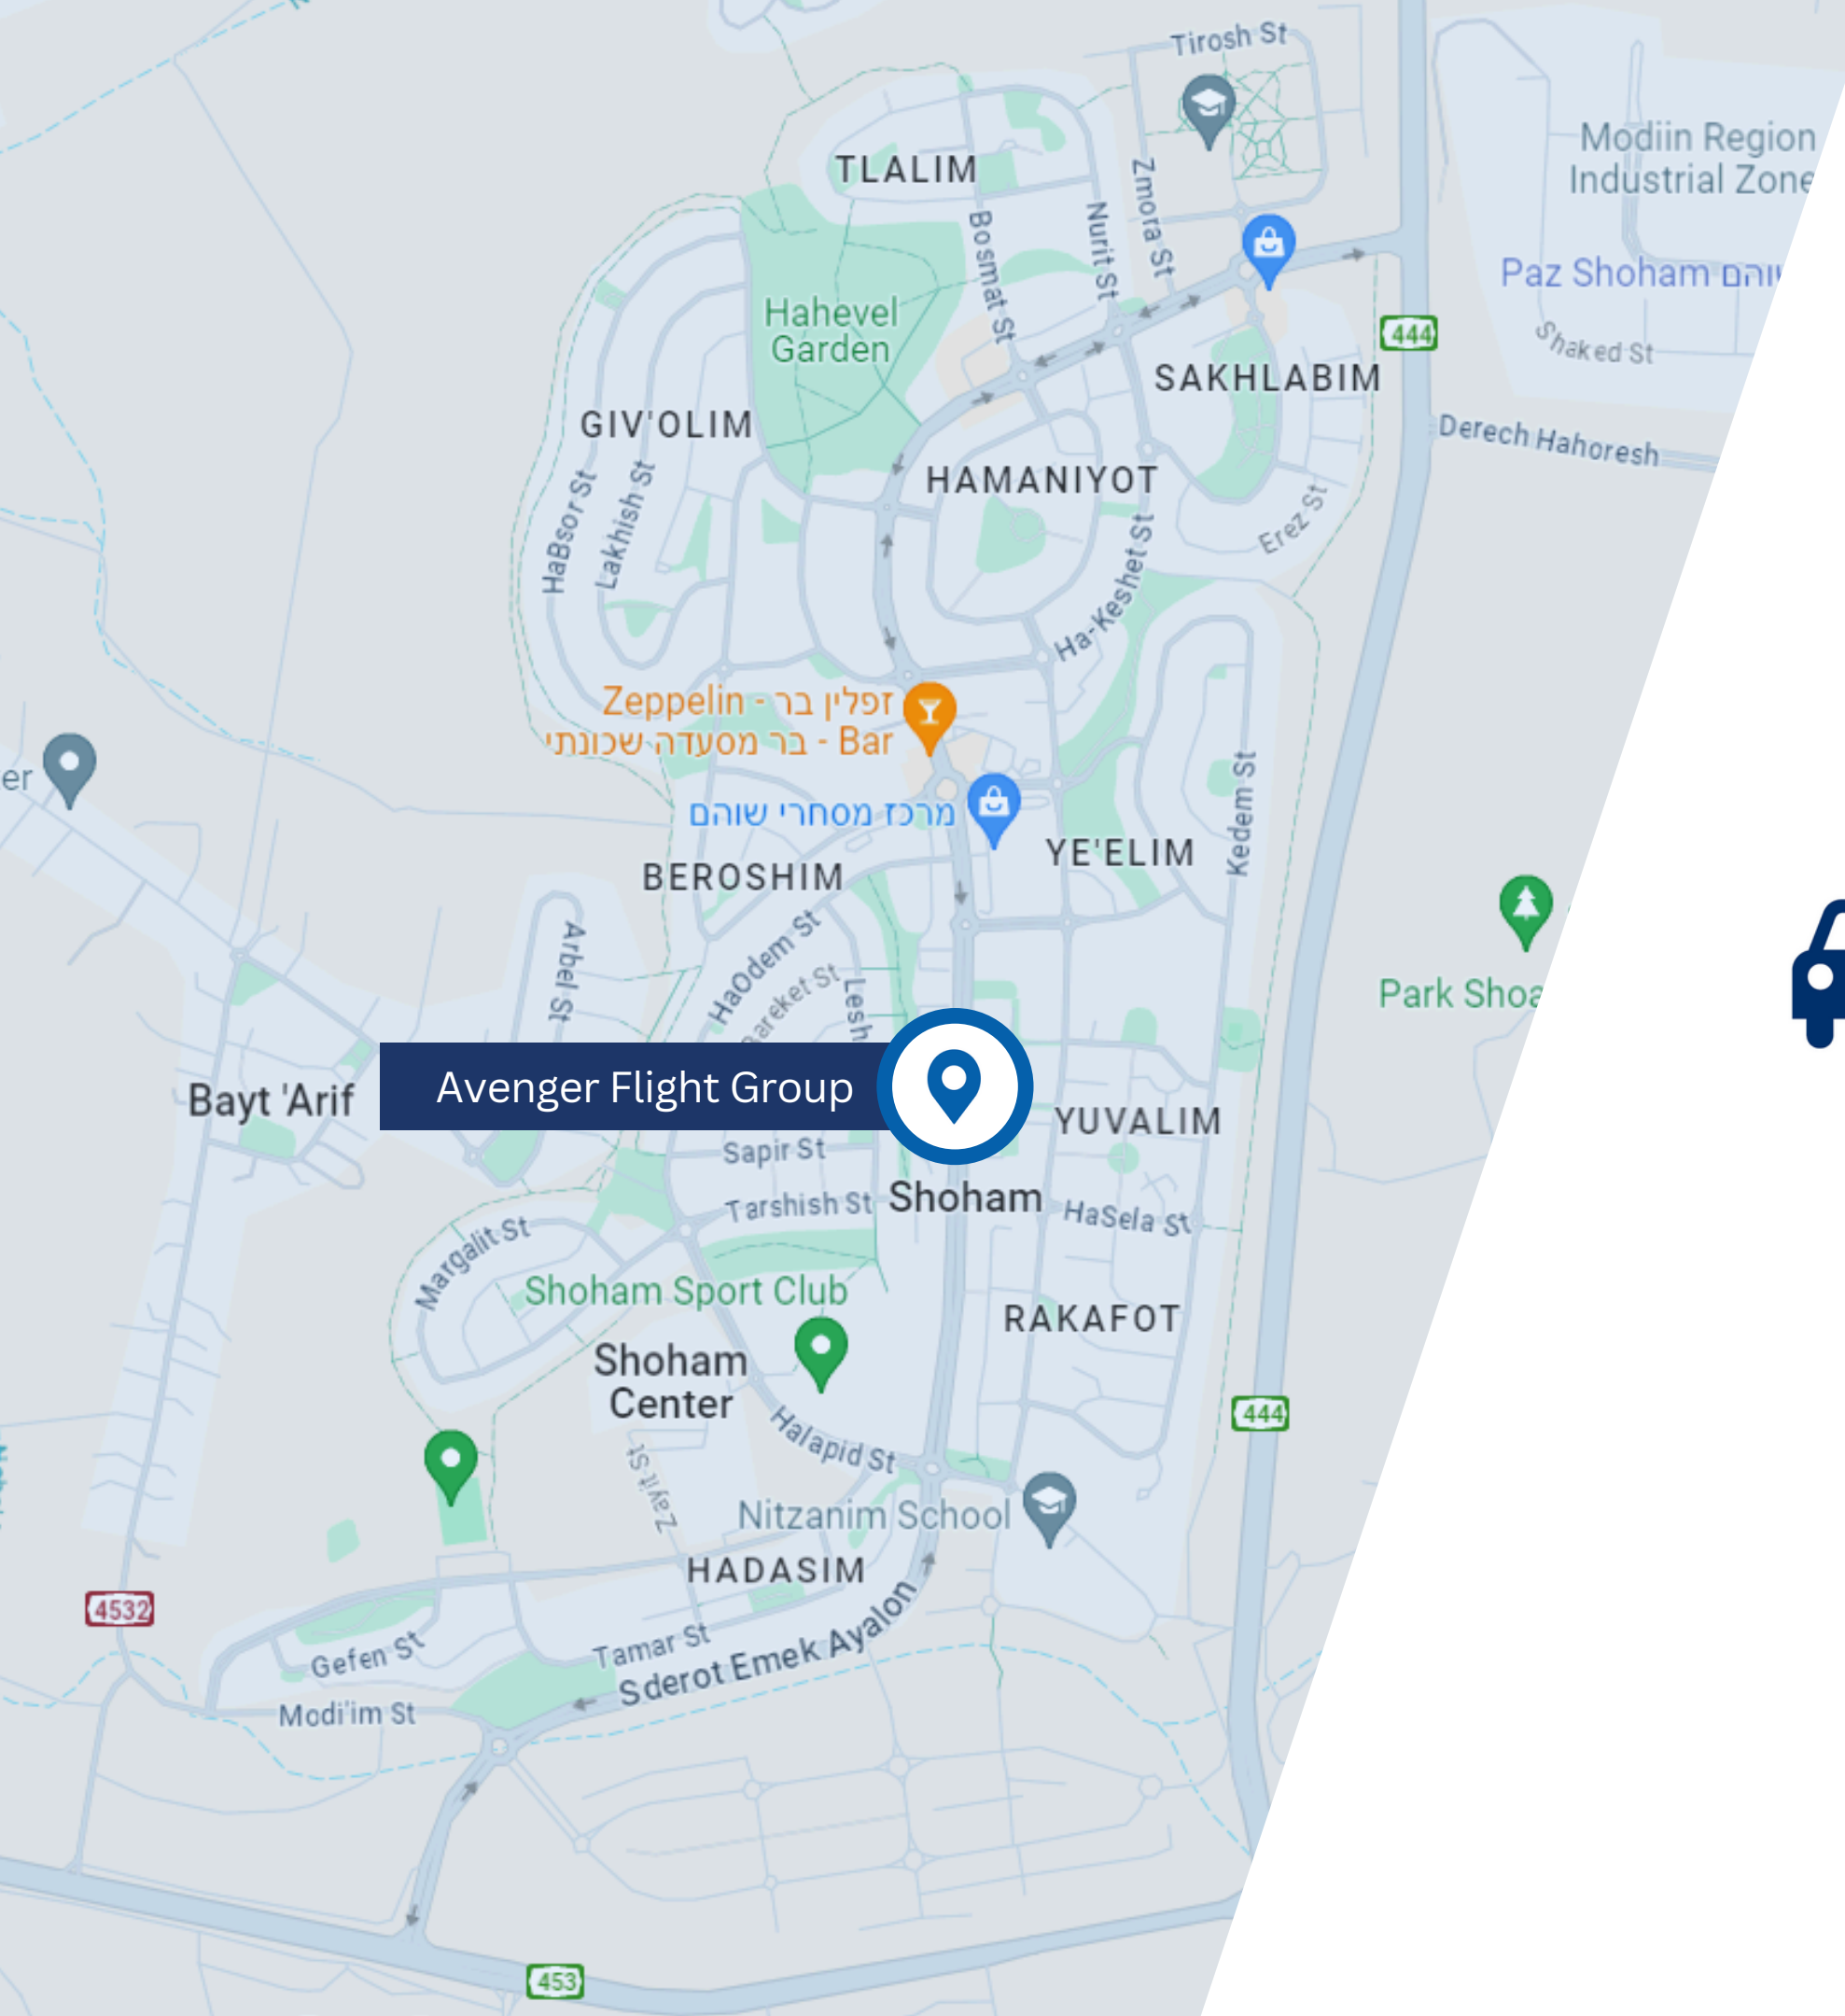 Tirosh St
Modiin Region
Industrial Zone
TLALIM
Zmora St
Nurit St
Bosmat St
Paz Shoham
Hahevel
Garden
444
Shaked St
SAKHLABIM
GIV'OLIM
Derech Hahoresh
HAMANIYOT
HaBsor St
Lakhish St
Erez St
Ha-Keshet St
Zeppelin - זפלין בר
Bar - בר מסעדה שכונתי
er
מרכז מסחרי שוהם
Kedem St
YE'ELIM
BEROSHIM
Arbel St
HaOdem St
Bareket St
Lesh
Park Shoa
Avenger Flight Group
Bayt 'Arif
YUVALIM
Sapir St
Tarshish St
Shoham
HaSela St
Margalit St
Shoham Sport Club
RAKAFOT
Shoham
Center
444
Halapid St
Zayit St
Nitzanim School
HADASIM
4532
Gefen St
Tamar St
Sderot Emek Ayalon
Modi'im St
453